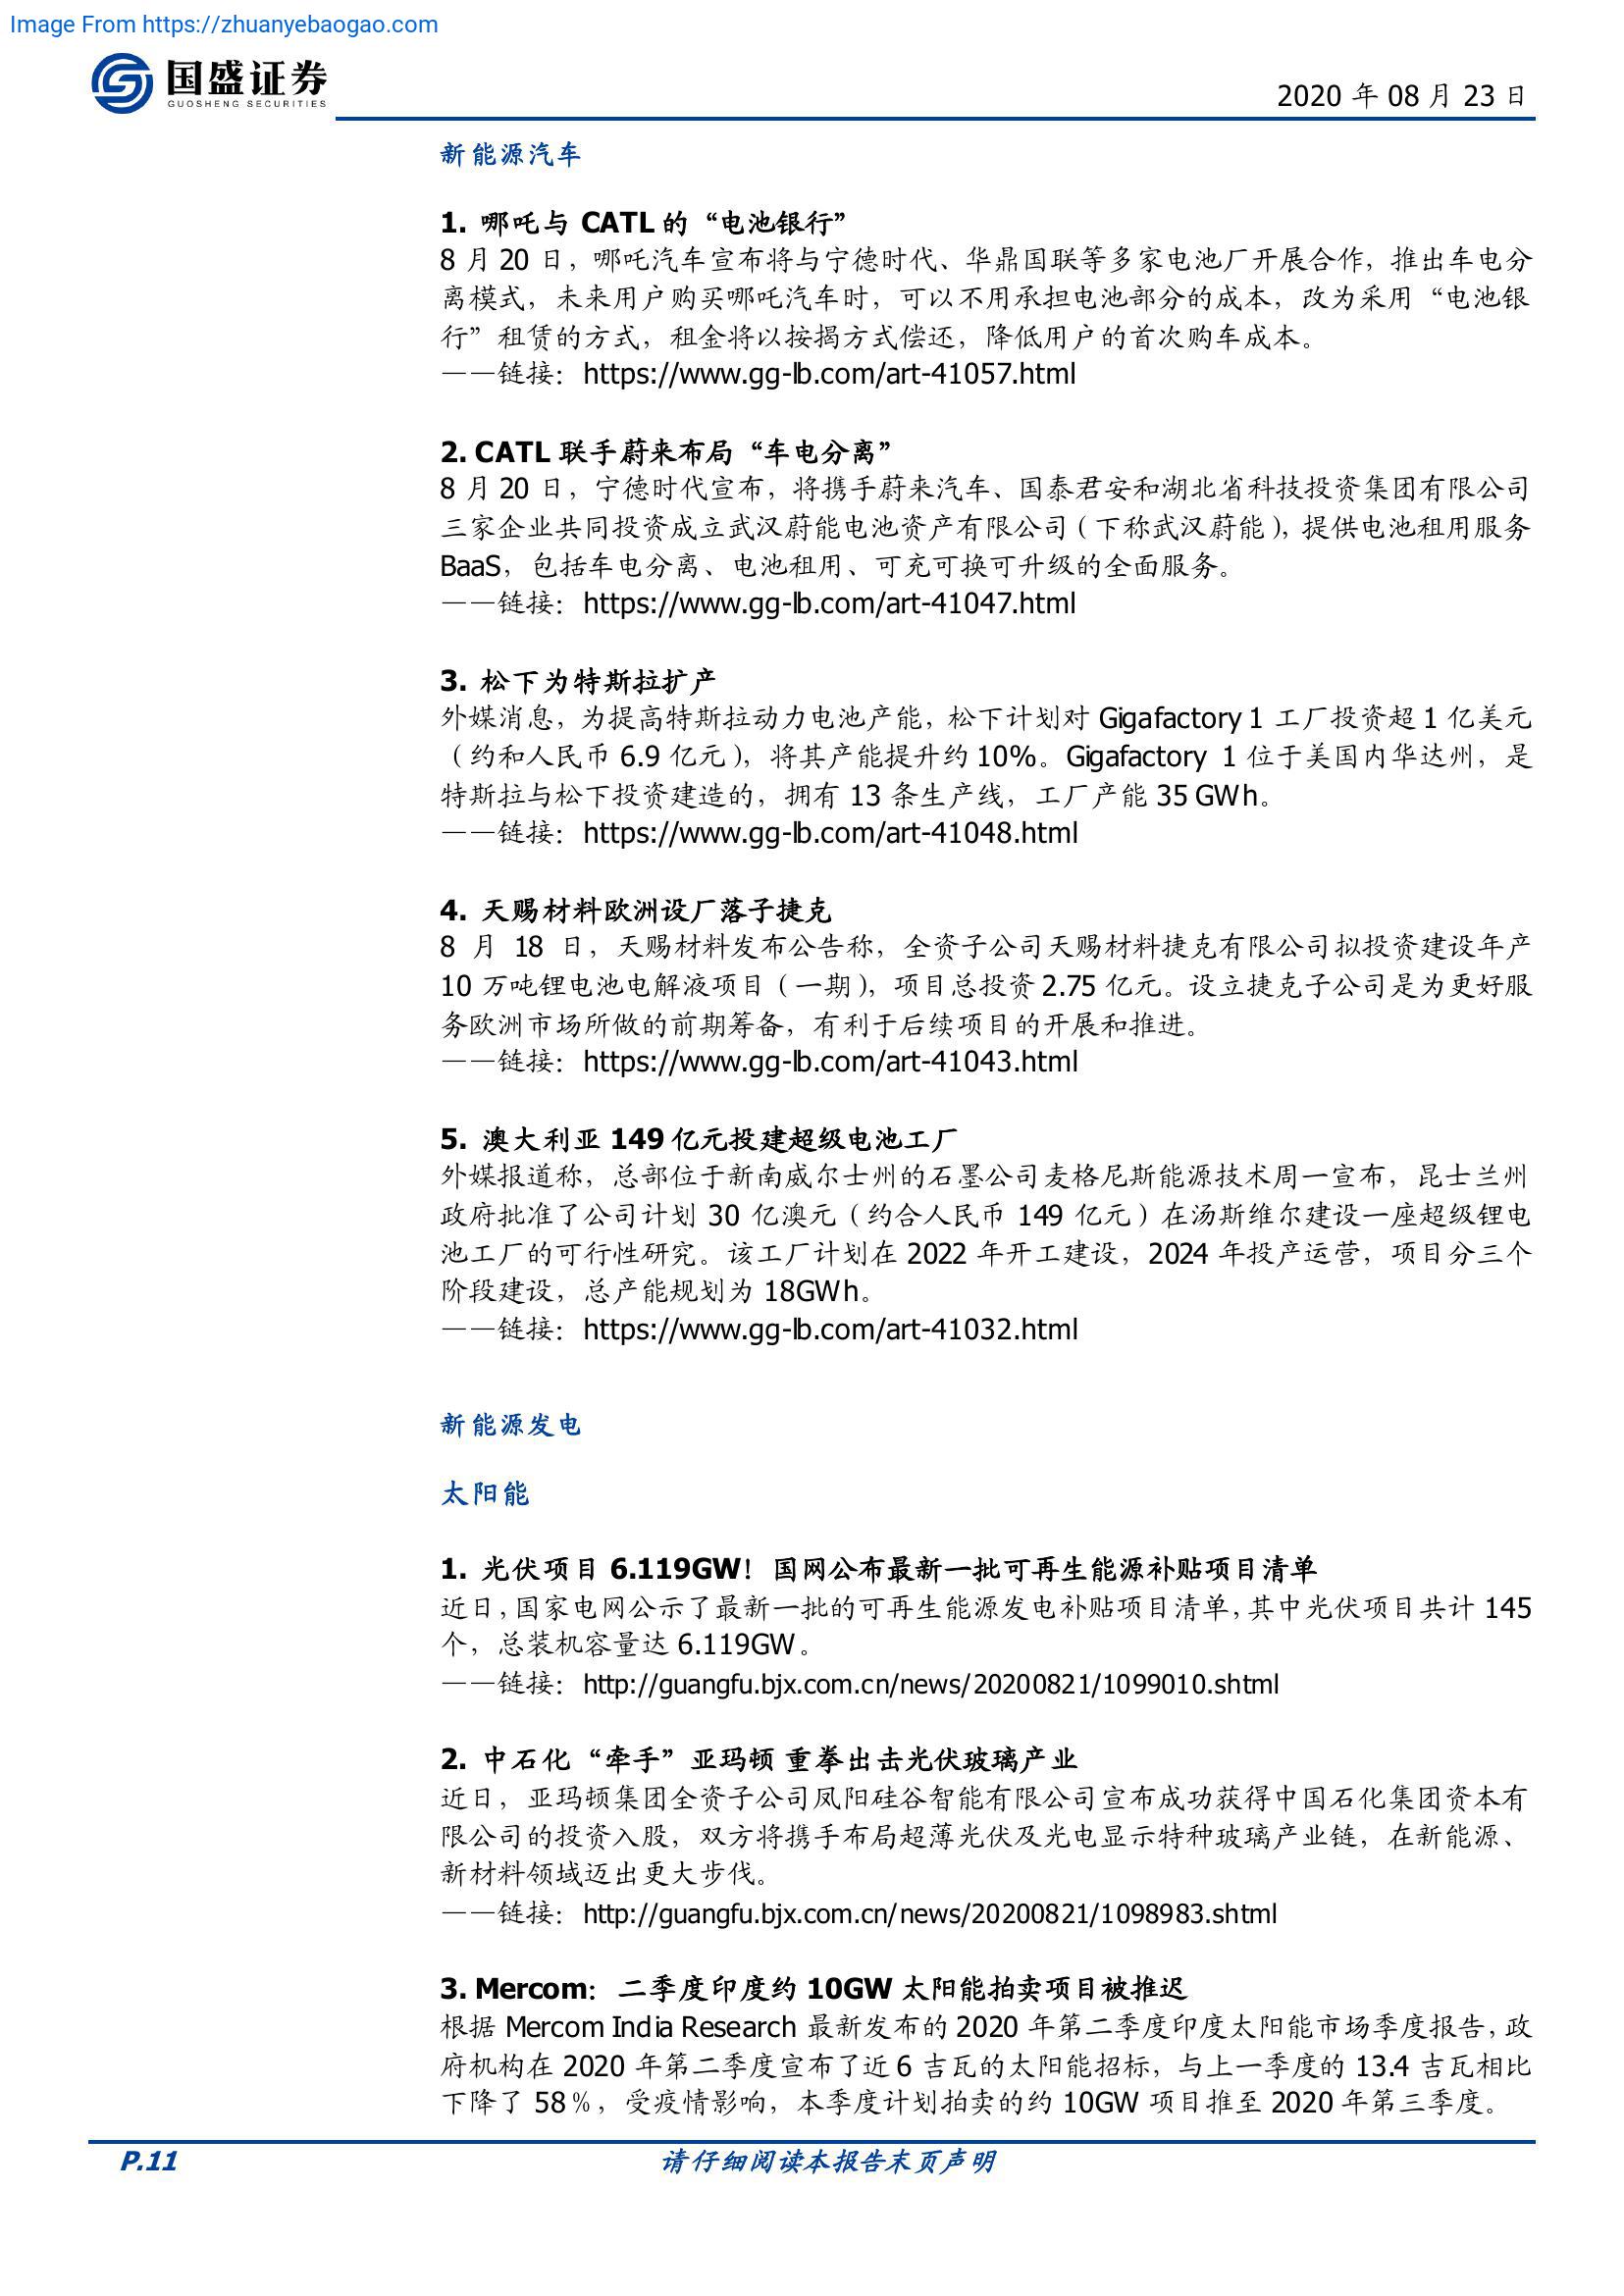 Image From https://zhuanyebaogao.com
国盛证券
GUOSHENG SECURITIES
2020 年 08 月 23 日
新能源汽车
1. 哪吒与 CATL 的“电池银行”
8 月 20 日，哪吒汽车宣布将与宁德时代、华鼎国联等多家电池厂开展合作，推出车电分
离模式，未来用户购买哪吒汽车时，可以不用承担电池部分的成本，改为采用“电池银
行”租赁的方式，租金将以按揭方式偿还，降低用户的首次购车成本。
——链接：https://www.gg-lb.com/art-41057.html
2. CATL 联手蔚来布局“车电分离”
8 月 20 日，宁德时代宣布，将携手蔚来汽车、国泰君安和湖北省科技投资集团有限公司
三家企业共同投资成立武汉蔚能电池资产有限公司（下称武汉蔚能），提供电池租用服务
BaaS，包括车电分离、电池租用、可充可换可升级的全面服务。
——链接：https://www.gg-lb.com/art-41047.html
3. 松下为特斯拉扩产
外媒消息，为提高特斯拉动力电池产能，松下计划对 Gigafactory 1 工厂投资超 1 亿美元
（约和人民币 6.9 亿元），将其产能提升约 10%。Gigafactory 1 位于美国内华达州，是
特斯拉与松下投资建造的，拥有 13 条生产线，工厂产能 35 GWh。
——链接：https://www.gg-lb.com/art-41048.html
4. 天赐材料欧洲设厂落子捷克
8 月 18 日，天赐材料发布公告称，全资子公司天赐材料捷克有限公司拟投资建设年产
10 万吨锂电池电解液项目（一期），项目总投资 2.75 亿元。设立捷克子公司是为更好服
务欧洲市场所做的前期筹备，有利于后续项目的开展和推进。
——链接：https://www.gg-lb.com/art-41043.html
5. 澳大利亚 149 亿元投建超级电池工厂
外媒报道称，总部位于新南威尔士州的石墨公司麦格尼斯能源技术周一宣布，昆士兰州
政府批准了公司计划 30 亿澳元（约合人民币 149 亿元）在汤斯维尔建设一座超级锂电
池工厂的可行性研究。该工厂计划在 2022 年开工建设，2024 年投产运营，项目分三个
阶段建设，总产能规划为 18GWh。
——链接：https://www.gg-lb.com/art-41032.html
新能源发电
太阳能
1. 光伏项目 6.119GW！国网公布最新一批可再生能源补贴项目清单
近日，国家电网公示了最新一批的可再生能源发电补贴项目清单，其中光伏项目共计 145
个，总装机容量达 6.119GW。
——链接：http://guangfu.bjx.com.cn/news/20200821/1099010.shtml
2. 中石化“牵手”亚玛顿 重拳出击光伏玻璃产业
近日，亚玛顿集团全资子公司凤阳硅谷智能有限公司宣布成功获得中国石化集团资本有
限公司的投资入股，双方将携手布局超薄光伏及光电显示特种玻璃产业链，在新能源、
新材料领域迈出更大步伐。
——链接：http://guangfu.bjx.com.cn/news/20200821/1098983.shtml
3. Mercom：二季度印度约 10GW 太阳能拍卖项目被推迟
根据 Mercom India Research 最新发布的 2020 年第二季度印度太阳能市场季度报告，政
府机构在 2020 年第二季度宣布了近 6 吉瓦的太阳能招标，与上一季度的 13.4 吉瓦相比
下降了 58％，受疫情影响，本季度计划拍卖的约 10GW 项目推至 2020 年第三季度。
P.11
请仔细阅读本报告末页声明